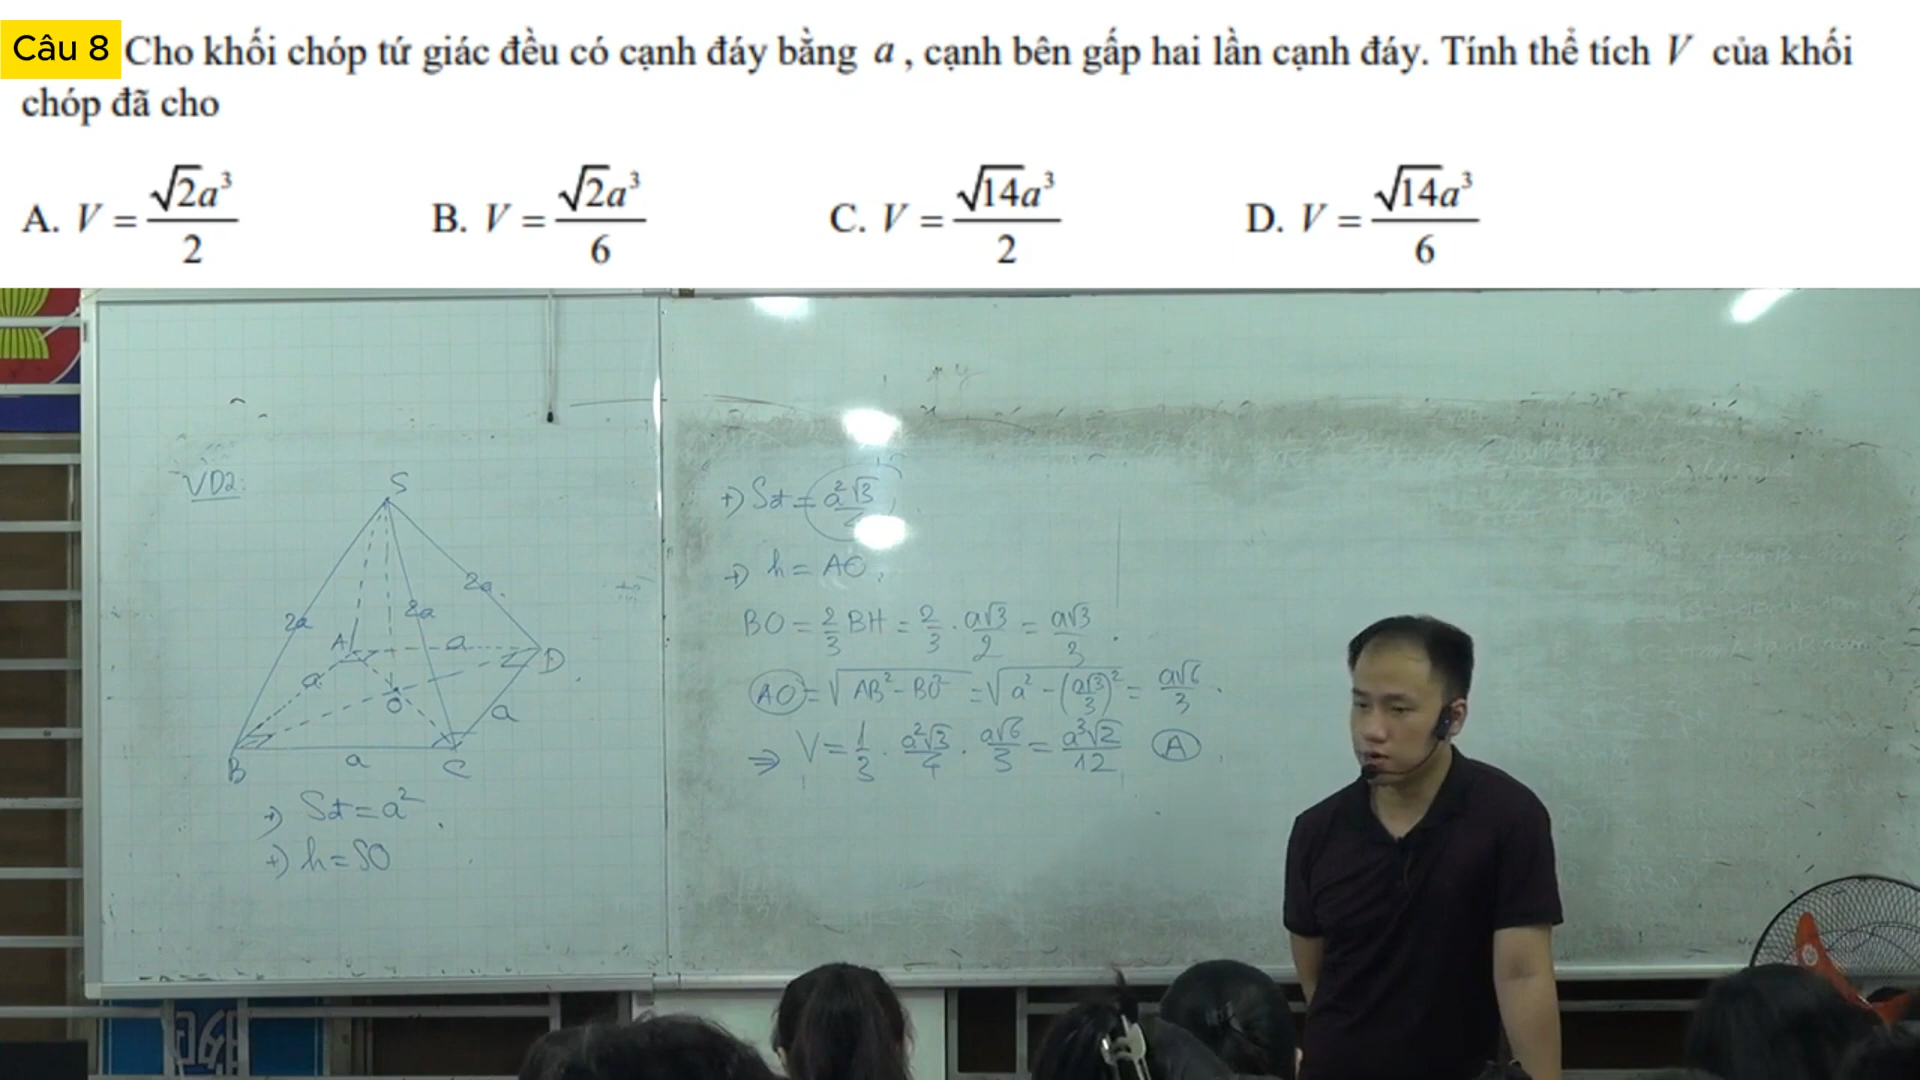 Câu 8 Cho khối chóp tứ giác đều có cạnh đáy bằng a, cạnh bên gấp hai lần cạnh đáy. Tính thể tích V của khối
chóp đã cho
A. V = √2a³/2 B. V = √2a³/6 C. V = √14a³/2 D. V = √14a³/6
VD2:
S
2a 2a 2a
A a D
a O a
B a C
+) Sđ = a²
+) h = SO
+) Sđ = a²√3/4
+) h = AO
BO = 2/3 BH = 2/3 . a√3/2 = a√3/3
AO = √(AB² - BO²) = √(a² - (a√3/3)²) = a√6/3
⇒ V = 1/3 . a²√3/4 . a√6/3 = a³√2/12 A